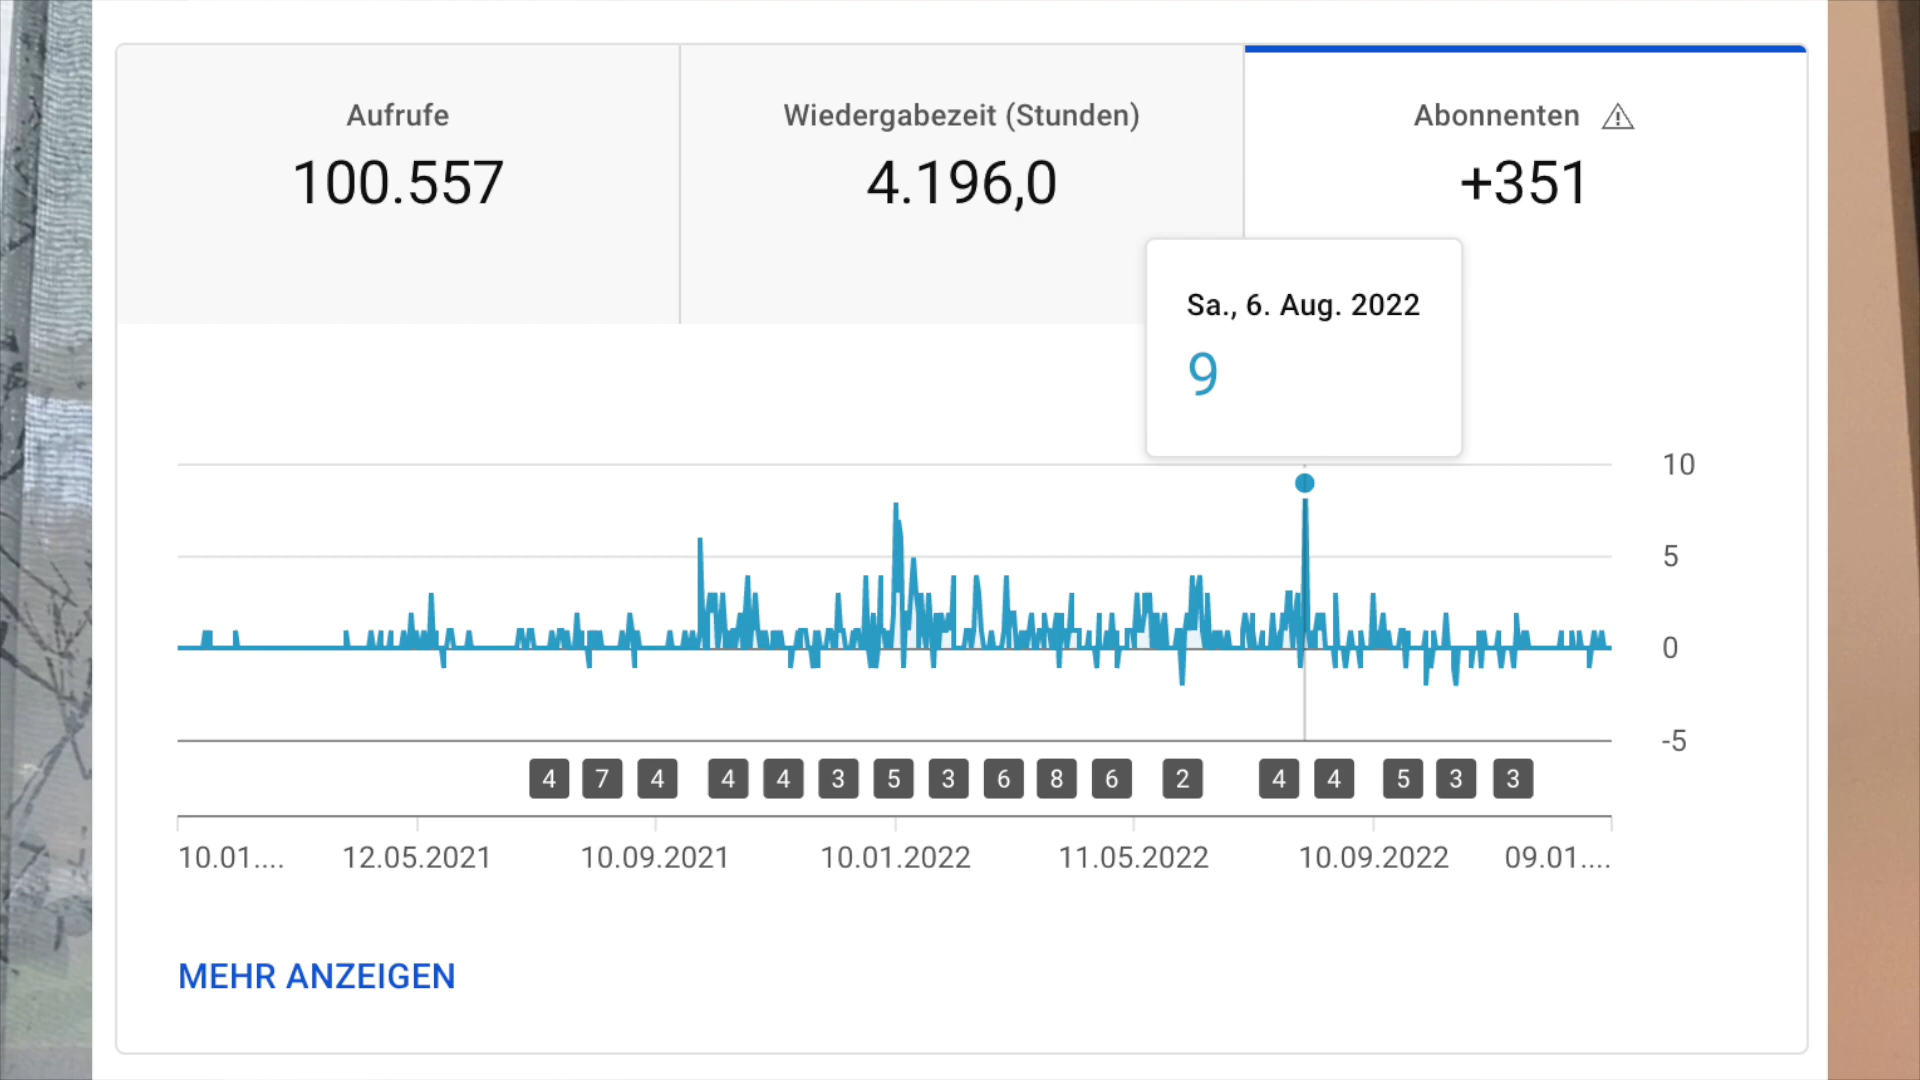 Aufrufe
100.557
Wiedergabezeit (Stunden)
4.196,0
Abonnenten
+351
Sa., 6. Aug. 2022
9
10
5
0
-5
4 7 4 4 4 3 5 3 6 8 6 2 4 4 5 3 3
10.01.... 12.05.2021 10.09.2021 10.01.2022 11.05.2022 10.09.2022 09.01....
MEHR ANZEIGEN